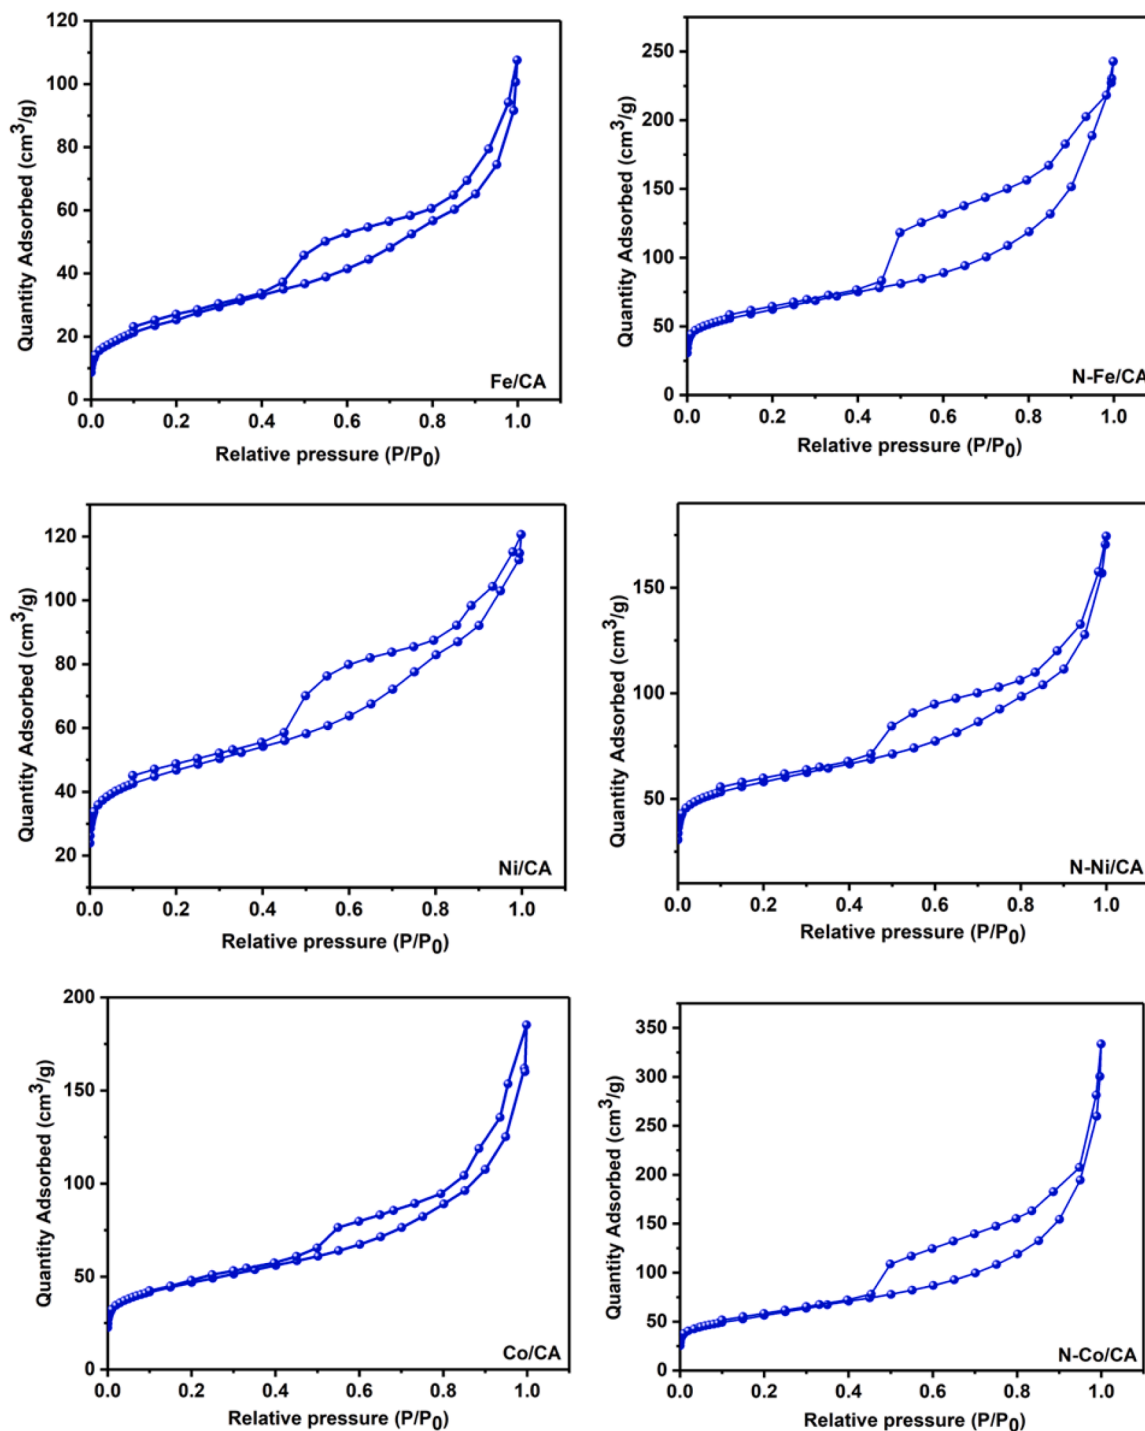 120
100
80
60
40
20
0
Quantity Adsorbed (cm³/g)
Fe/CA
0.0 0.2 0.4 0.6 0.8 1.0
Relative pressure (P/P₀)
250
200
150
100
50
0
Quantity Adsorbed (cm³/g)
N-Fe/CA
0.0 0.2 0.4 0.6 0.8 1.0
Relative pressure (P/P₀)
120
100
80
60
40
20
Quantity Adsorbed (cm³/g)
Ni/CA
0.0 0.2 0.4 0.6 0.8 1.0
Relative pressure (P/P₀)
150
100
50
Quantity Adsorbed (cm³/g)
N-Ni/CA
0.0 0.2 0.4 0.6 0.8 1.0
Relative pressure (P/P₀)
200
150
100
50
0
Quantity Adsorbed (cm³/g)
Co/CA
0.0 0.2 0.4 0.6 0.8 1.0
Relative pressure (P/P₀)
350
300
250
200
150
100
50
0
Quantity Adsorbed (cm³/g)
N-Co/CA
0.0 0.2 0.4 0.6 0.8 1.0
Relative pressure (P/P₀)